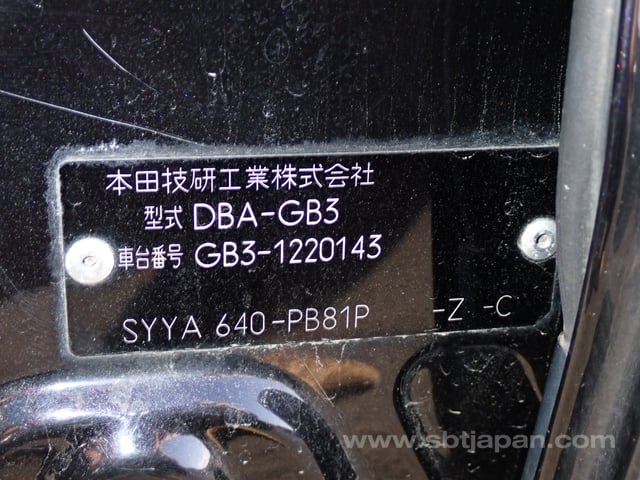 本田技研工業株式会社
型式 DBA-GB3
車台番号 GB3-1220143
SYYA 640-PB81P -Z -C
www.sbtjapan.com